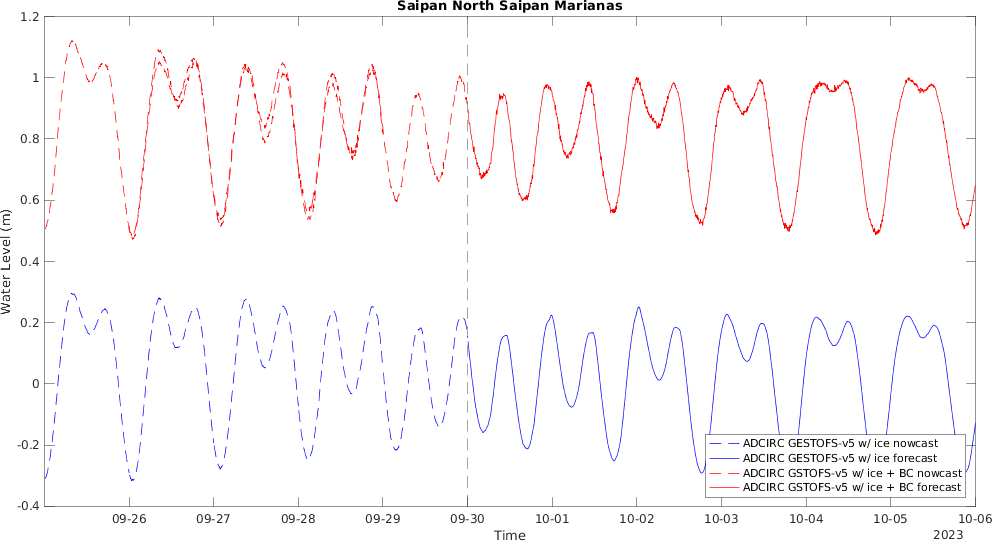 Saipan North Saipan Marianas
1.2
1
0.8
0.6
0.4
0.2
0
-0.2
-0.4
Water Level (m)
ADCIRC GESTOFS-v5 w/ ice nowcast
ADCIRC GESTOFS-v5 w/ ice forecast
ADCIRC GSTOFS-v5 w/ ice + BC nowcast
ADCIRC GSTOFS-v5 w/ ice + BC forecast
09-26 09-27 09-28 09-29 09-30 10-01 10-02 10-03 10-04 10-05 10-06
Time
2023